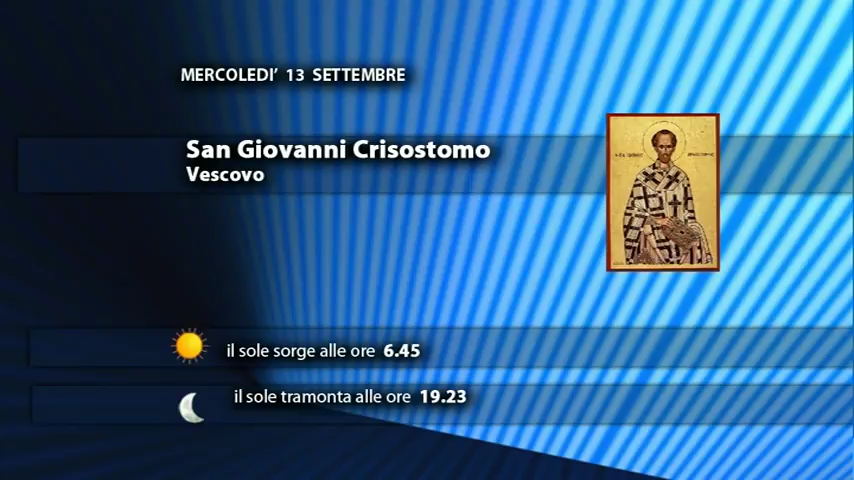 MERCOLEDI' 13 SETTEMBRE
San Giovanni Crisostomo
Vescovo
il sole sorge alle ore 6.45
il sole tramonta alle ore 19.23